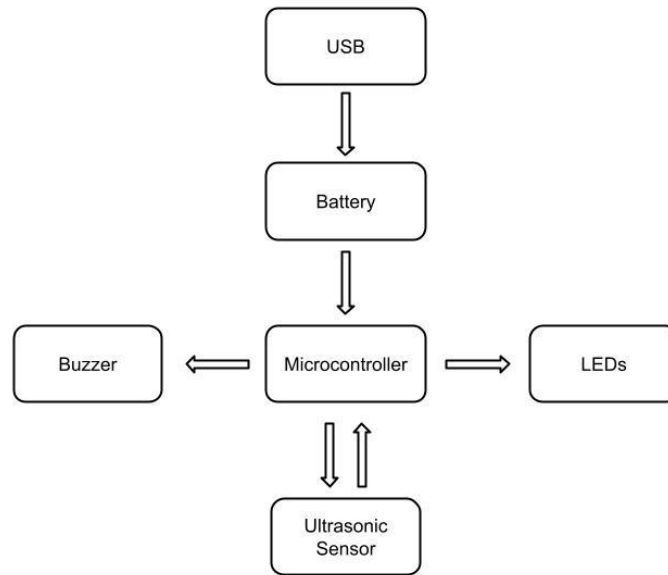 USB
Battery
Buzzer
Microcontroller
LEDs
Ultrasonic
Sensor